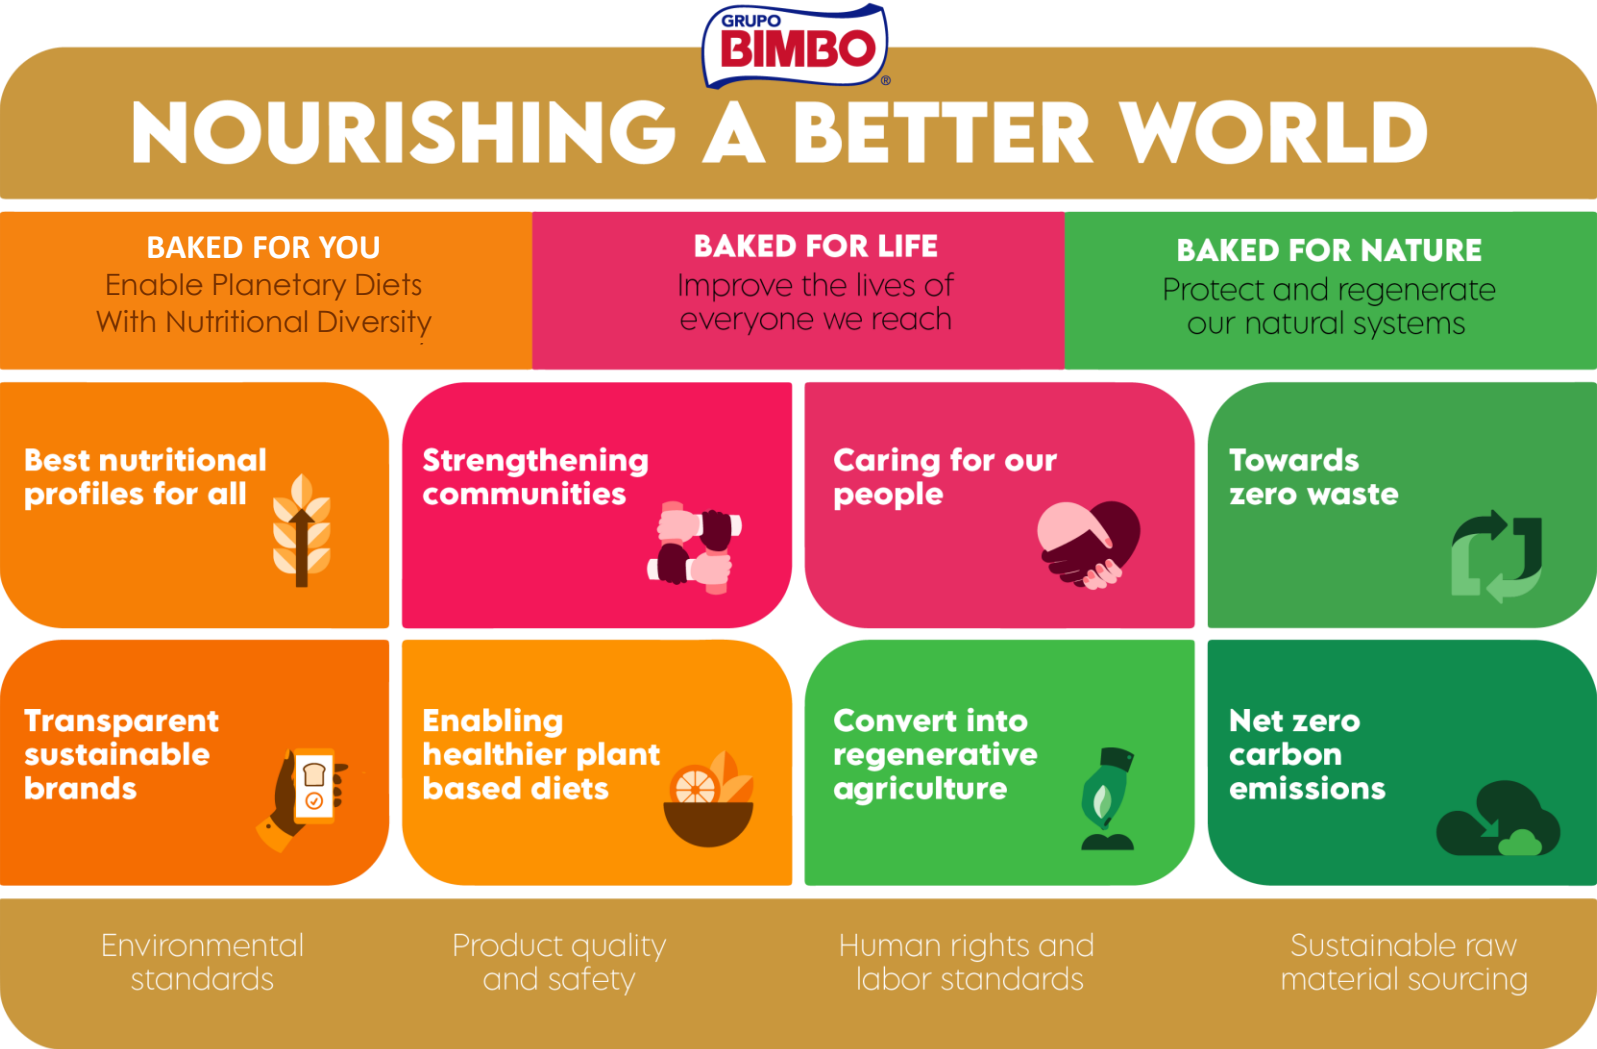 GRUPO
BIMBO
®
NOURISHING A BETTER WORLD
BAKED FOR YOU
Enable Planetary Diets
With Nutritional Diversity
BAKED FOR LIFE
Improve the lives of
everyone we reach
BAKED FOR NATURE
Protect and regenerate
our natural systems
Best nutritional
profiles for all
Strengthening
communities
Caring for our
people
Towards
zero waste
Transparent
sustainable
brands
Enabling
healthier plant
based diets
Convert into
regenerative
agriculture
Net zero
carbon
emissions
Environmental
standards
Product quality
and safety
Human rights and
labor standards
Sustainable raw
material sourcing